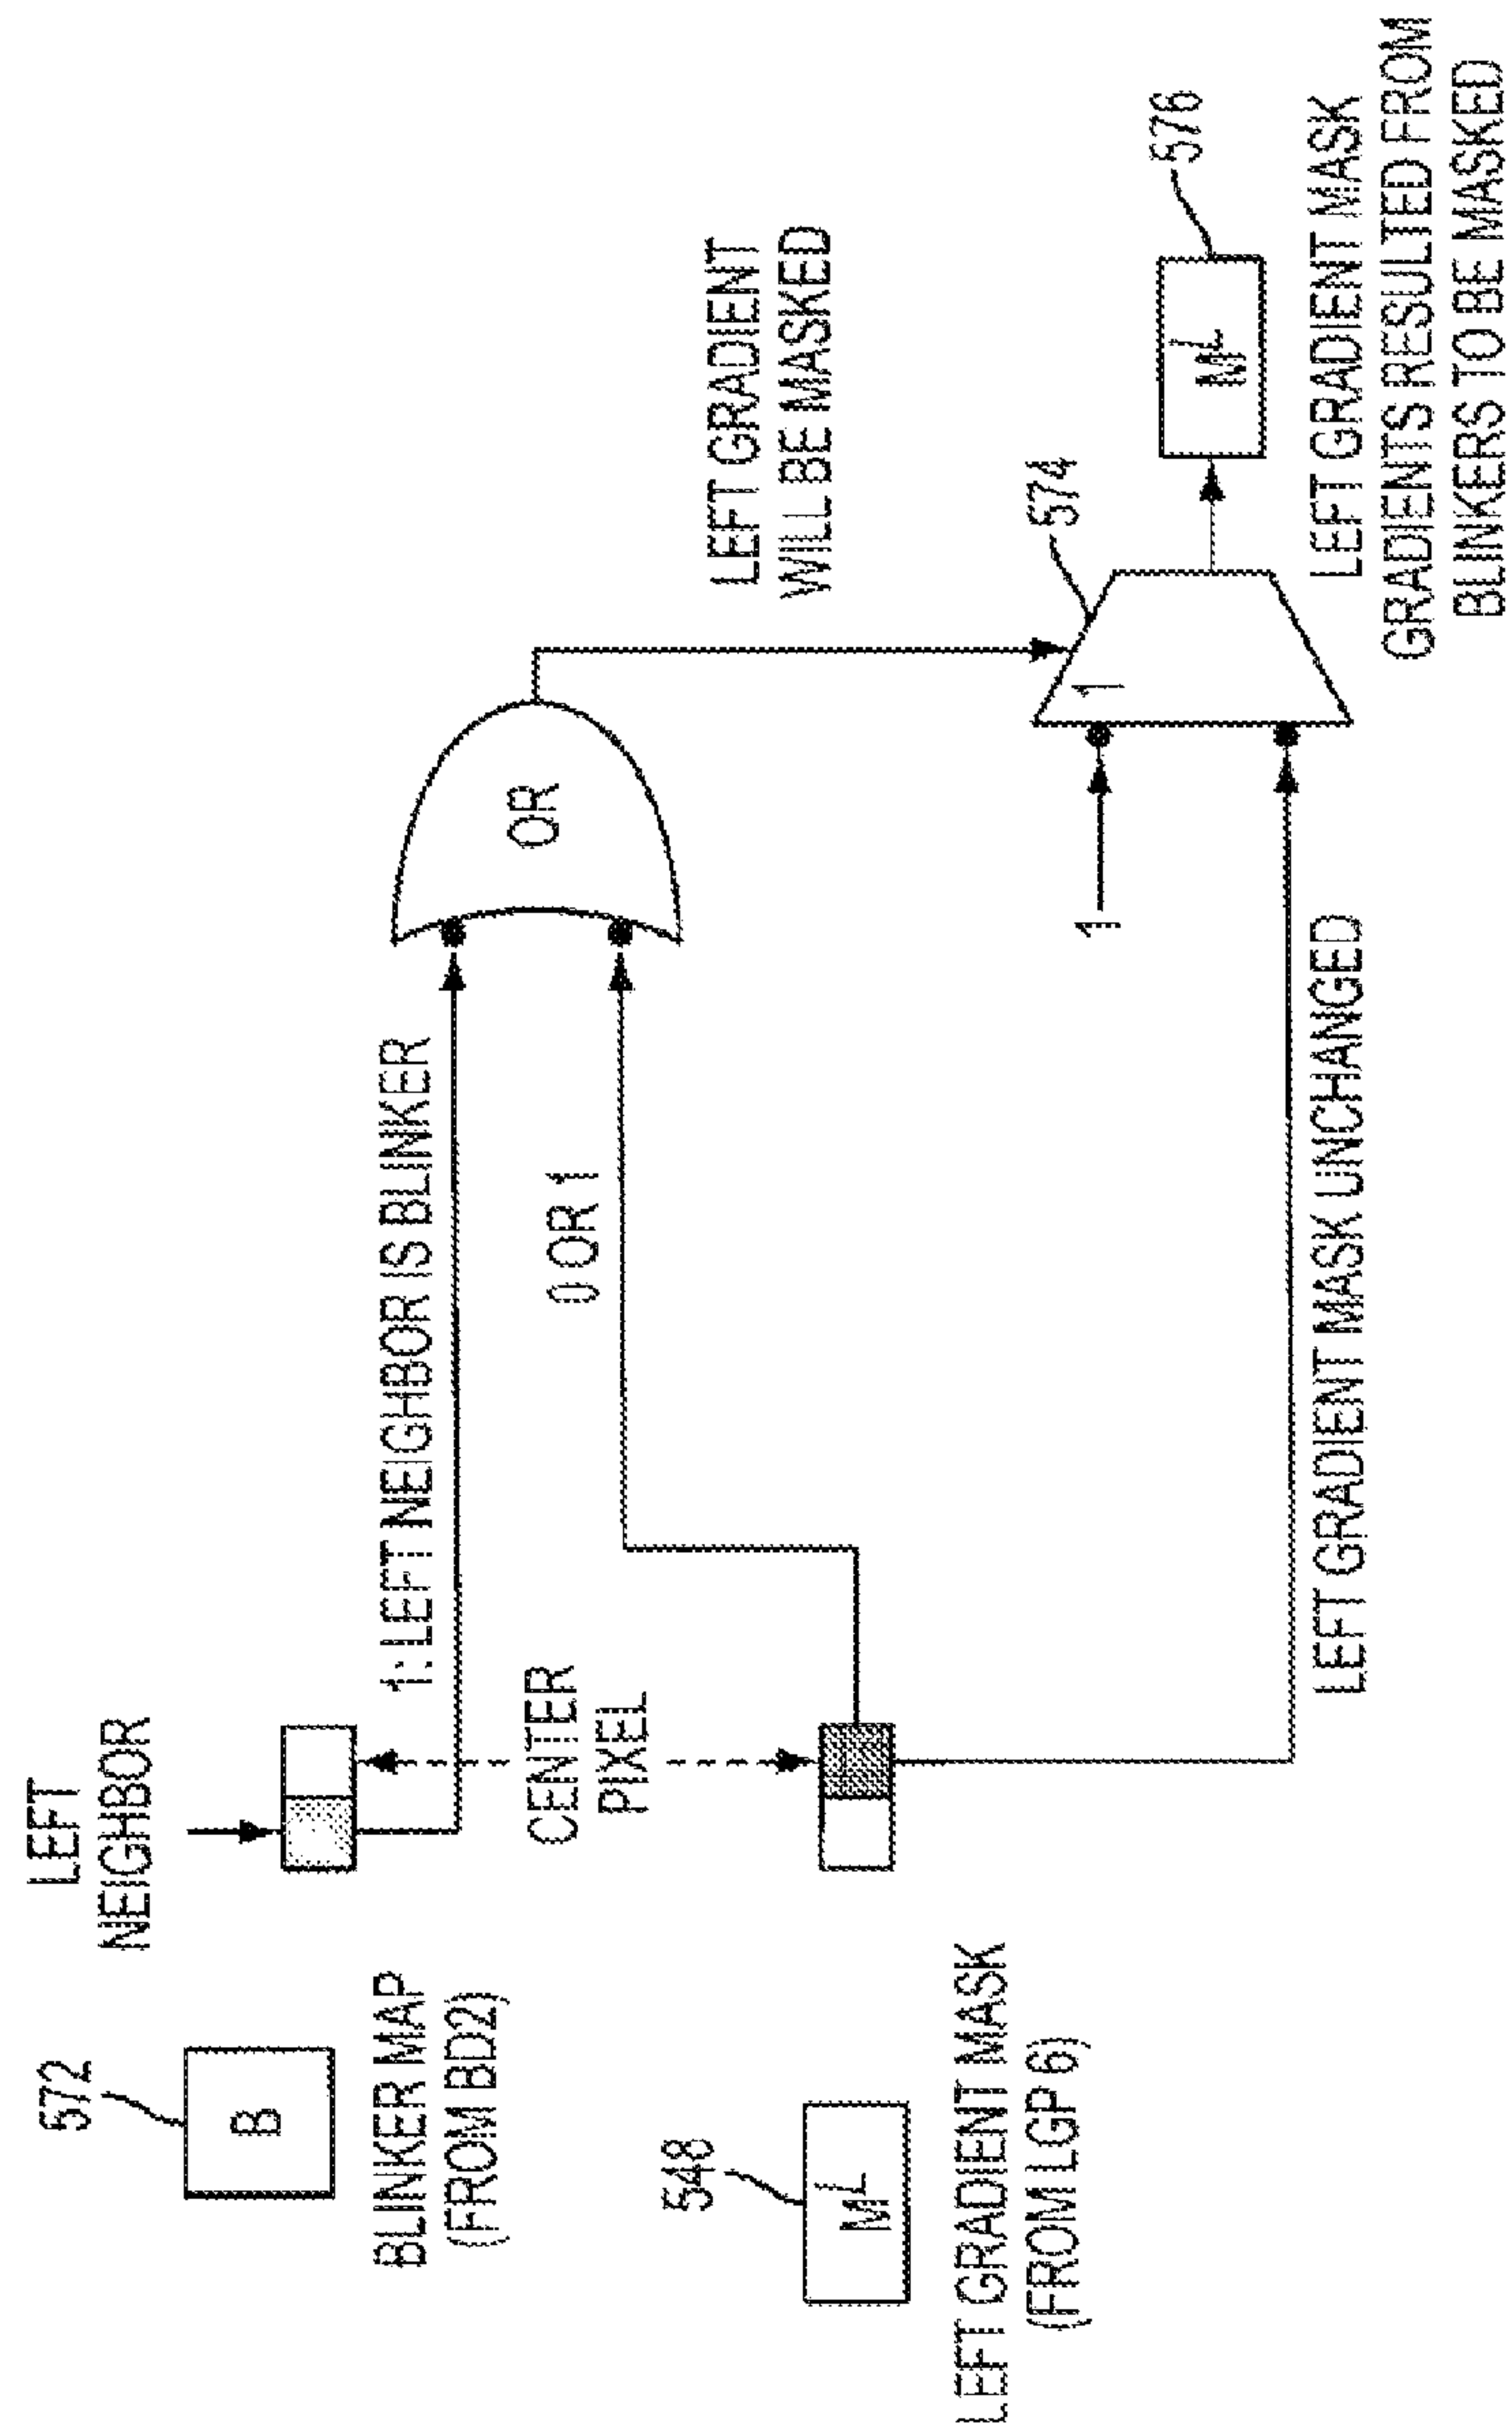 572
B
BLINKER MAP
(FROM BD2)
LEFT
NEIGHBOR
1: LEFT NEIGHBOR IS BLINKER
CENTER
PIXEL
0 OR 1
OR
LEFT GRADIENT
WILL BE MASKED
548
M^L
LEFT GRADIENT MASK
(FROM LGP 6)
LEFT GRADIENT MASK UNCHANGED
1
1
574
M^L
576
LEFT GRADIENT MASK
GRADIENTS RESULTED FROM
BLINKERS TO BE MASKED